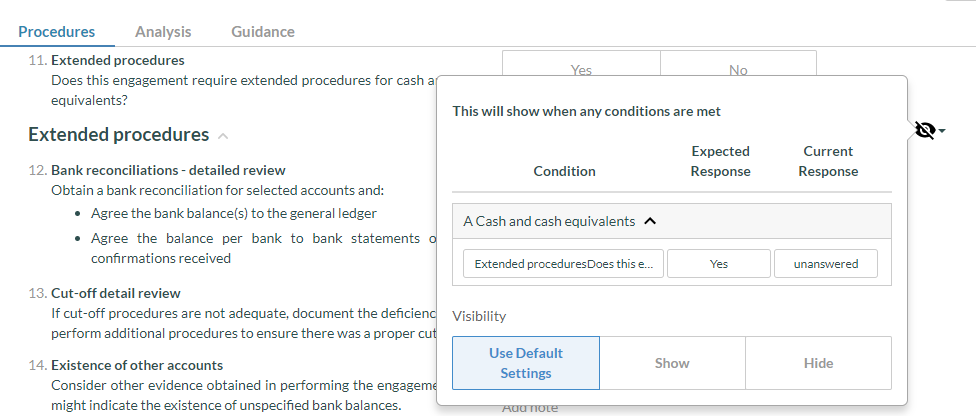 Procedures Analysis Guidance
11. Extended procedures
Does this engagement require extended procedures for cash a
equivalents?
Yes No
Extended procedures
12. Bank reconciliations - detailed review
Obtain a bank reconciliation for selected accounts and:
• Agree the bank balance(s) to the general ledger
• Agree the balance per bank to bank statements o
confirmations received
13. Cut-off detail review
If cut-off procedures are not adequate, document the deficienc
perform additional procedures to ensure there was a proper cut
14. Existence of other accounts
Consider other evidence obtained in performing the engageme
might indicate the existence of unspecified bank balances.
This will show when any conditions are met
Condition Expected Response Current Response
A Cash and cash equivalents
Extended proceduresDoes this e... Yes unanswered
Visibility
Use Default Settings Show Hide
Add note